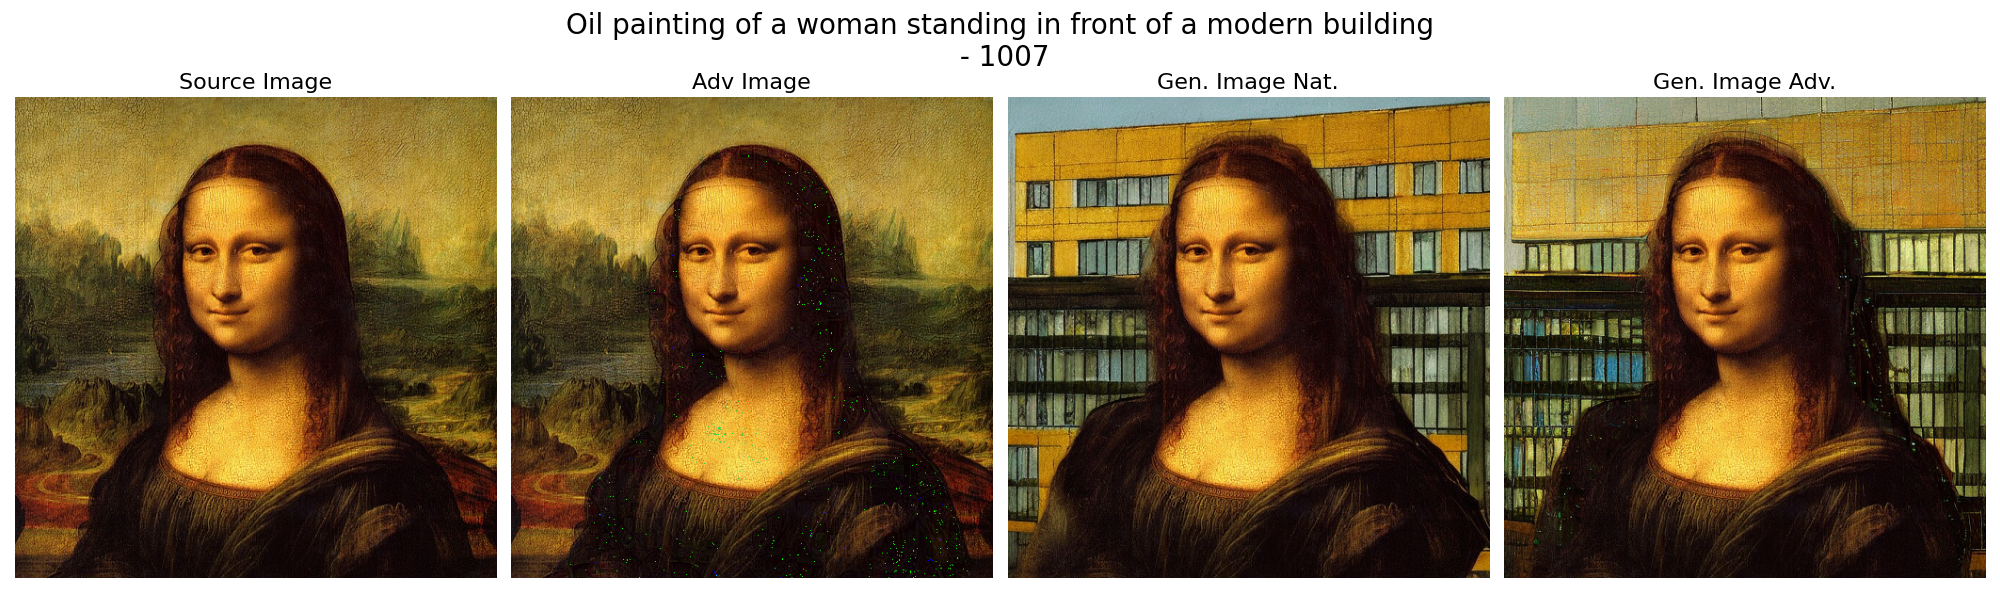 Oil painting of a woman standing in front of a modern building
- 1007
Source Image
Adv Image
Gen. Image Nat.
Gen. Image Adv.